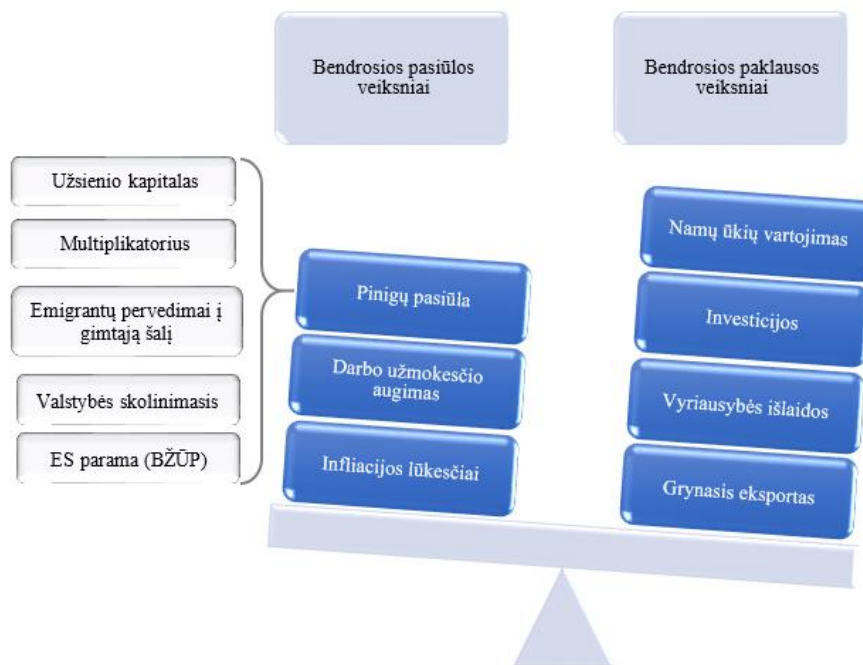 Bendrosios pasiūlos
veiksniai
Bendrosios paklausos
veiksniai
Užsienio kapitalas
Multiplikatorius
Emigrantų pervedimai į
gimtąją šalį
Valstybės skolinimasis
ES parama (BŽŪP)
Pinigų pasiūla
Darbo užmokesčio
augimas
Infliacijos lūkesčiai
Namų ūkių vartojimas
Investicijos
Vyriausybės išlaidos
Grynasis eksportas